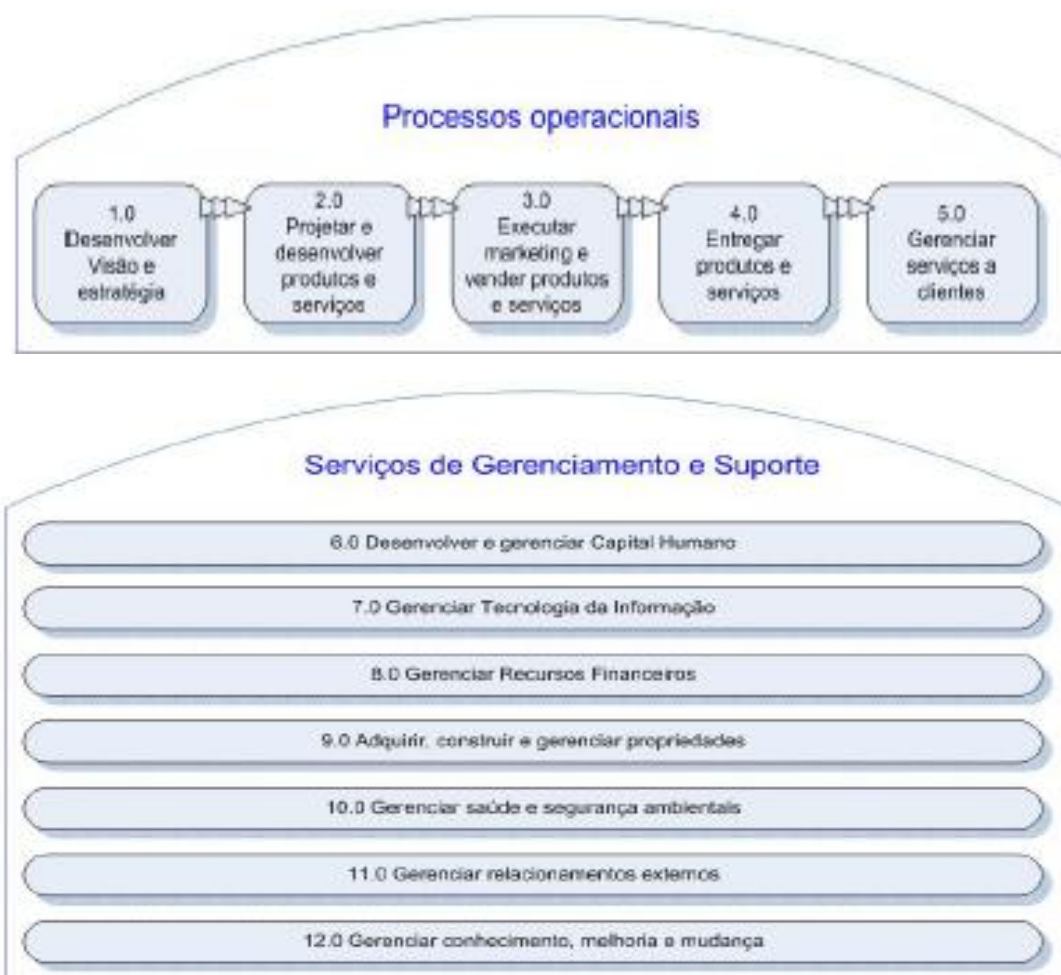 Processos operacionais
1.0
Desenvolver
Visão e
estratégia
2.0
Projetar e
desenvolver
produtos e
serviços
3.0
Executar
marketing e
vender produtos
e serviços
4.0
Entregar
produtos e
serviços
5.0
Gerenciar
serviços a
clientes
Serviços de Gerenciamento e Suporte
6.0 Desenvolver e gerenciar Capital Humano
7.0 Gerenciar Tecnologia da Informação
8.0 Gerenciar Recursos Financeiros
9.0 Adquirir, construir e gerenciar propriedades
10.0 Gerenciar saúde e segurança ambientais
11.0 Gerenciar relacionamentos externos
12.0 Gerenciar conhecimento, melhoria e mudança